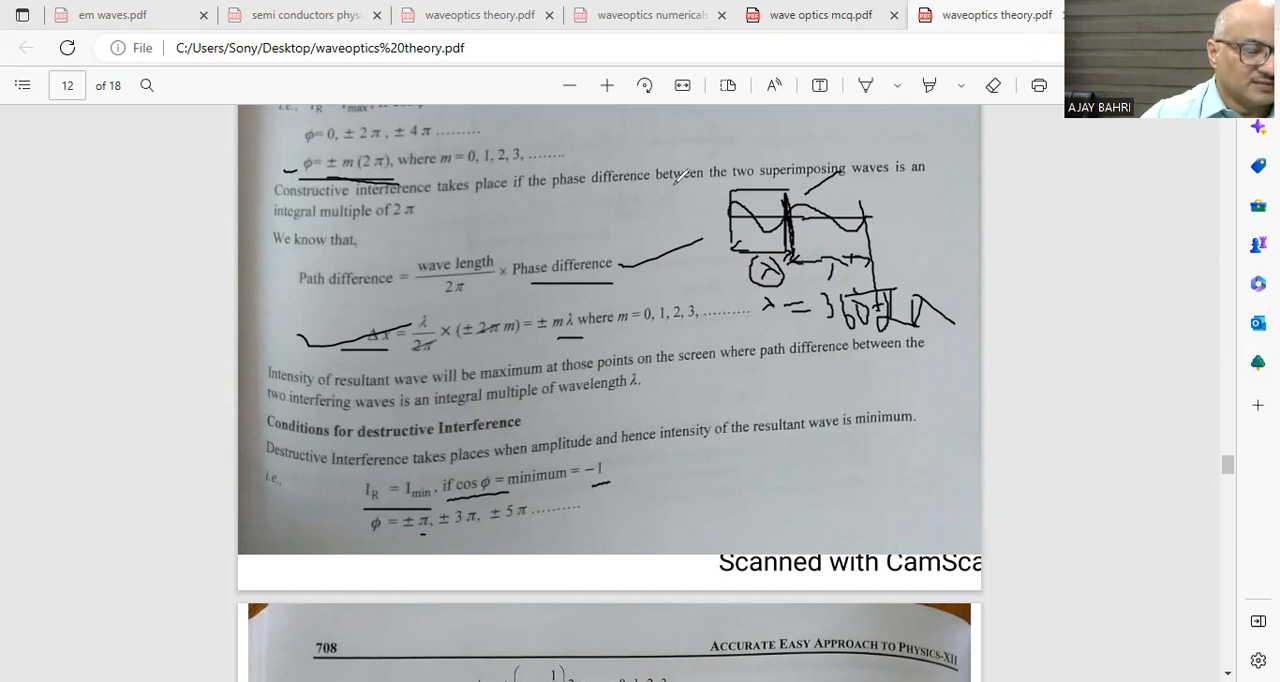 em waves.pdf
semi conductors physi
waveoptics theory.pdf
waveoptics numericals
wave optics mcq.pdf
waveoptics theory.pdf
File
C:/Users/Sony/Desktop/waveoptics%20theory.pdf
12 of 18
AJAY BAHRI
ϕ= 0, ± 2 π, ± 4 π .........
ϕ= ± m (2 π), where m = 0, 1, 2, 3, ........
Constructive interference takes place if the phase difference between the two superimposing waves is an
integral multiple of 2 π
We know that,
Path difference = wave length / 2 π × Phase difference
Δx = λ / 2π × (± 2π m) = ± m λ where m = 0, 1, 2, 3, ..........
λ
λ = 360
Intensity of resultant wave will be maximum at those points on the screen where path difference between the
two interfering waves is an integral multiple of wavelength λ.
Conditions for destructive Interference
Destructive Interference takes places when amplitude and hence intensity of the resultant wave is minimum.
i.e., I_R = I_min, if cos ϕ = minimum = −1
ϕ = ± π, ± 3 π, ± 5 π ..........
Scanned with CamSca
708
ACCURATE EASY APPROACH TO PHYSICS-XII